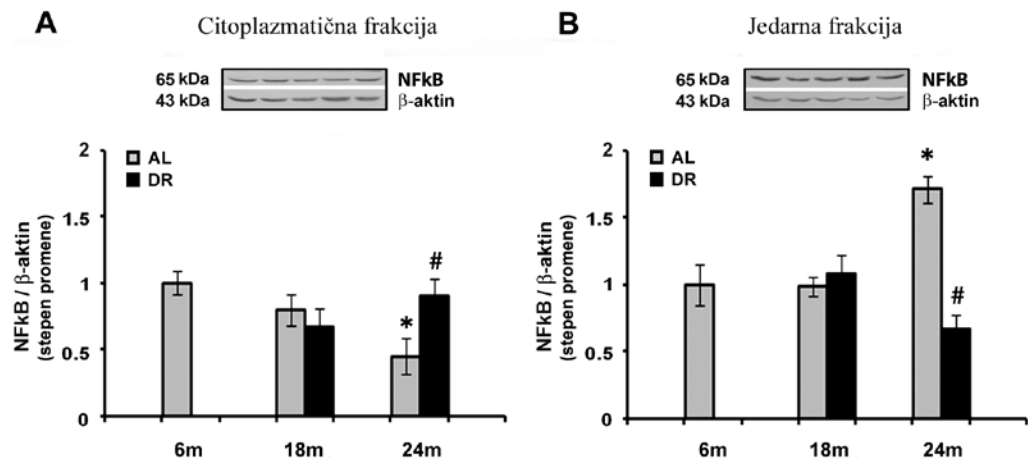 A
Citoplazmatična frakcija
65 kDa
NFkB
43 kDa
β-aktin
NFkB / β-aktin
(stepen promene)
2
1.5
1
0.5
0
AL
DR
*
#
6m
18m
24m
B
Jedarna frakcija
65 kDa
NFkB
43 kDa
β-aktin
NFkB / β-aktin
(stepen promene)
2
1.5
1
0.5
0
AL
DR
*
#
6m
18m
24m